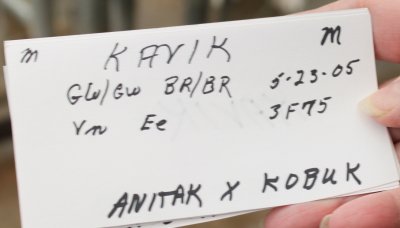 m KAVIK M
GW/GW BR/BR 5-23-05
Vn Ee 3F75
ANITAK X KOBUK